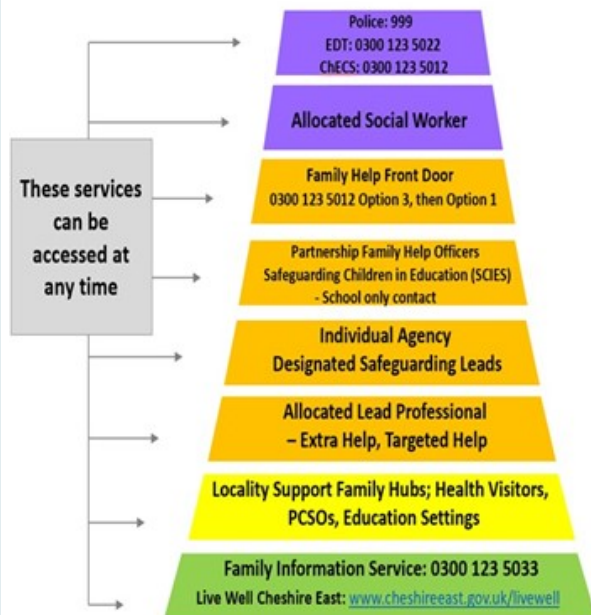 Police: 999
EDT: 0300 123 5022
ChECS: 0300 123 5012
Allocated Social Worker
These services
can be
accessed at
any time
Family Help Front Door
0300 123 5012 Option 3, then Option 1
Partnership Family Help Officers
Safeguarding Children in Education (SCIES)
- School only contact
Individual Agency
Designated Safeguarding Leads
Allocated Lead Professional
– Extra Help, Targeted Help
Locality Support Family Hubs; Health Visitors,
PCSOs, Education Settings
Family Information Service: 0300 123 5033
Live Well Cheshire East: www.cheshireeast.gov.uk/livewell